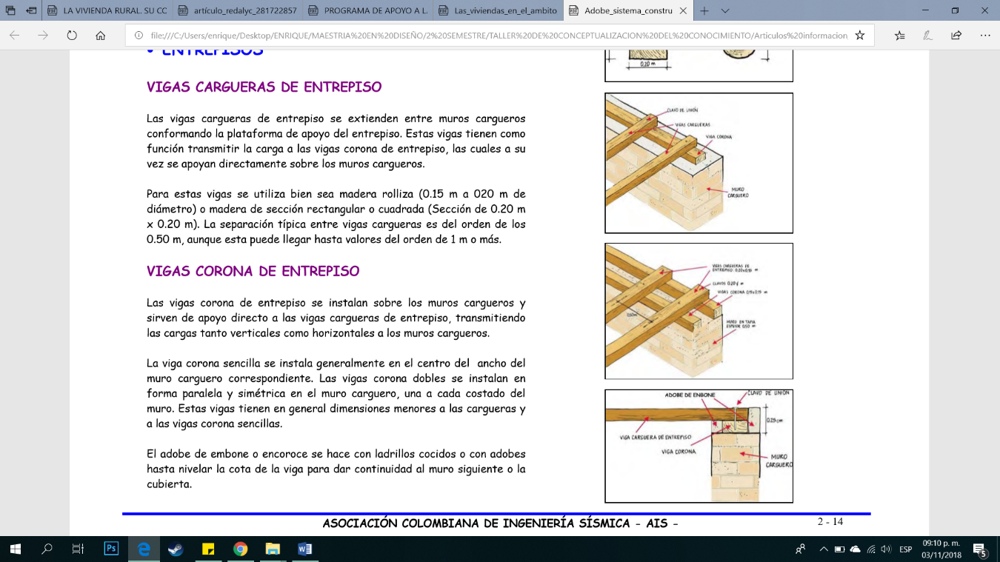 LA VIVIENDA RURAL. SU CC
artículo_redalyc_281722857
PROGRAMA DE APOYO A L
Las_viviendas_en_el_ambito
Adobe_sistema_constru
file:///C:/Users/enrique/Desktop/ENRIQUE/MAESTRIA%20EN%20DISEÑO/2%20SEMESTRE/TALLER%20DE%20CONCEPTUALIZACION%20DEL%20CONOCIMIENTO/Articulos%20informacion
• ENTREPISOS
0.20 m
VIGAS CARGUERAS DE ENTREPISO
Las vigas cargueras de entrepiso se extienden entre muros cargueros
conformando la plataforma de apoyo del entrepiso. Estas vigas tienen como
función transmitir la carga a las vigas corona de entrepiso, las cuales a su
vez se apoyan directamente sobre los muros cargueros.
Para estas vigas se utiliza bien sea madera rolliza (0.15 m a 020 m de
diámetro) o madera de sección rectangular o cuadrada (Sección de 0.20 m
x 0.20 m). La separación típica entre vigas cargueras es del orden de los
0.50 m, aunque esta puede llegar hasta valores del orden de 1 m o más.
CLAVO DE UNIÓN
VIGAS CARGUERAS
VIGA CORONA
MURO
CARGUERO
VIGAS CORONA DE ENTREPISO
Las vigas corona de entrepiso se instalan sobre los muros cargueros y
sirven de apoyo directo a las vigas cargueras de entrepiso, transmitiendo
las cargas tanto verticales como horizontales a los muros cargueros.
La viga corona sencilla se instala generalmente en el centro del ancho del
muro carguero correspondiente. Las vigas corona dobles se instalan en
forma paralela y simétrica en el muro carguero, una a cada costado del
muro. Estas vigas tienen en general dimensiones menores a las cargueras y
a las vigas corona sencillas.
El adobe de embone o encoroce se hace con ladrillos cocidos o con adobes
hasta nivelar la cota de la viga para dar continuidad al muro siguiente o la
cubierta.
VIGAS CARGUERAS DE
ENTREPISO: 0.20x0.15 m
CLAVOS 0.20 ¢ m
VIGAS CORONA 0.15x0.15 m
0.50m
MURO EN TAPIA
ESPESOR 0.50 m
ADOBE DE ENBONE
CLAVO DE UNIÓN
0.25 cm
VIGA CARGUERA DE ENTREPISO
VIGA CORONA
MURO
CARGUERO
ASOCIACIÓN COLOMBIANA DE INGENIERÍA SÍSMICA - AIS -
2 - 14
Ps
ESP
09:10 p. m.
03/11/2018
5